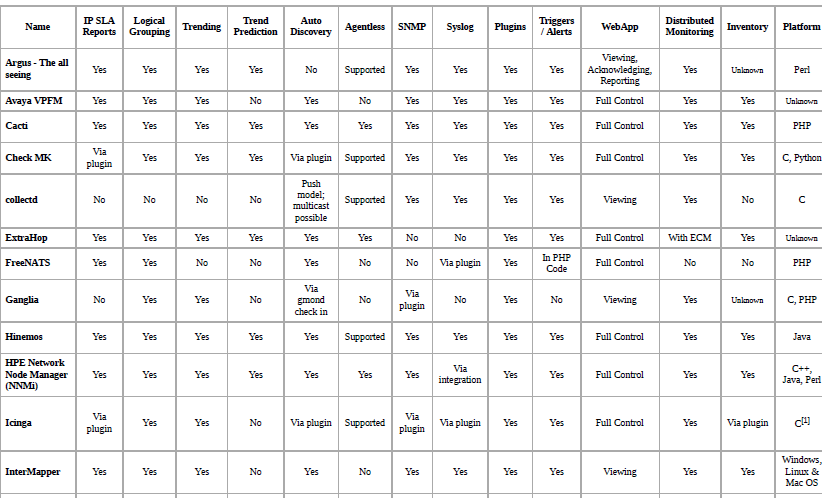 Name | IP SLA Reports | Logical Grouping | Trending | Trend Prediction | Auto Discovery | Agentless | SNMP | Syslog | Plugins | Triggers / Alerts | WebApp | Distributed Monitoring | Inventory | Platform
Argus - The all seeing | Yes | Yes | Yes | Yes | No | Supported | Yes | Yes | Yes | Yes | Viewing, Acknowledging, Reporting | Yes | Unknown | Perl
Avaya VPFM | Yes | Yes | Yes | No | Yes | No | Yes | Yes | Yes | Yes | Full Control | Yes | Yes | Unknown
Cacti | Yes | Yes | Yes | Yes | Yes | Yes | Yes | Yes | Yes | Yes | Full Control | Yes | Yes | PHP
Check MK | Via plugin | Yes | Yes | Yes | Via plugin | Supported | Yes | Yes | Yes | Yes | Full Control | Yes | Yes | C, Python
collectd | No | No | No | No | Push model; multicast possible | Supported | Yes | Yes | Yes | Yes | Viewing | Yes | No | C
ExtraHop | Yes | Yes | Yes | Yes | Yes | Yes | No | No | Yes | Yes | Full Control | With ECM | Yes | Unknown
FreeNATS | Yes | Yes | No | No | Yes | No | No | Via plugin | Yes | In PHP Code | Full Control | No | No | PHP
Ganglia | No | Yes | Yes | No | Via gmond check in | No | Via plugin | No | Yes | No | Viewing | Yes | Unknown | C, PHP
Hinemos | Yes | Yes | Yes | Yes | Yes | Supported | Yes | Yes | Yes | Yes | Full Control | Yes | Yes | Java
HPE Network Node Manager (NNMi) | Yes | Yes | Yes | Yes | Yes | Yes | Yes | Via integration | Yes | Yes | Full Control | Yes | Yes | C++, Java, Perl
Icinga | Via plugin | Yes | Yes | No | Via plugin | Supported | Via plugin | Via plugin | Yes | Yes | Full Control | Yes | Via plugin | C[1]
InterMapper | Yes | Yes | Yes | No | Yes | No | Yes | Yes | Yes | Yes | Viewing | Yes | Yes | Windows, Linux & Mac OS